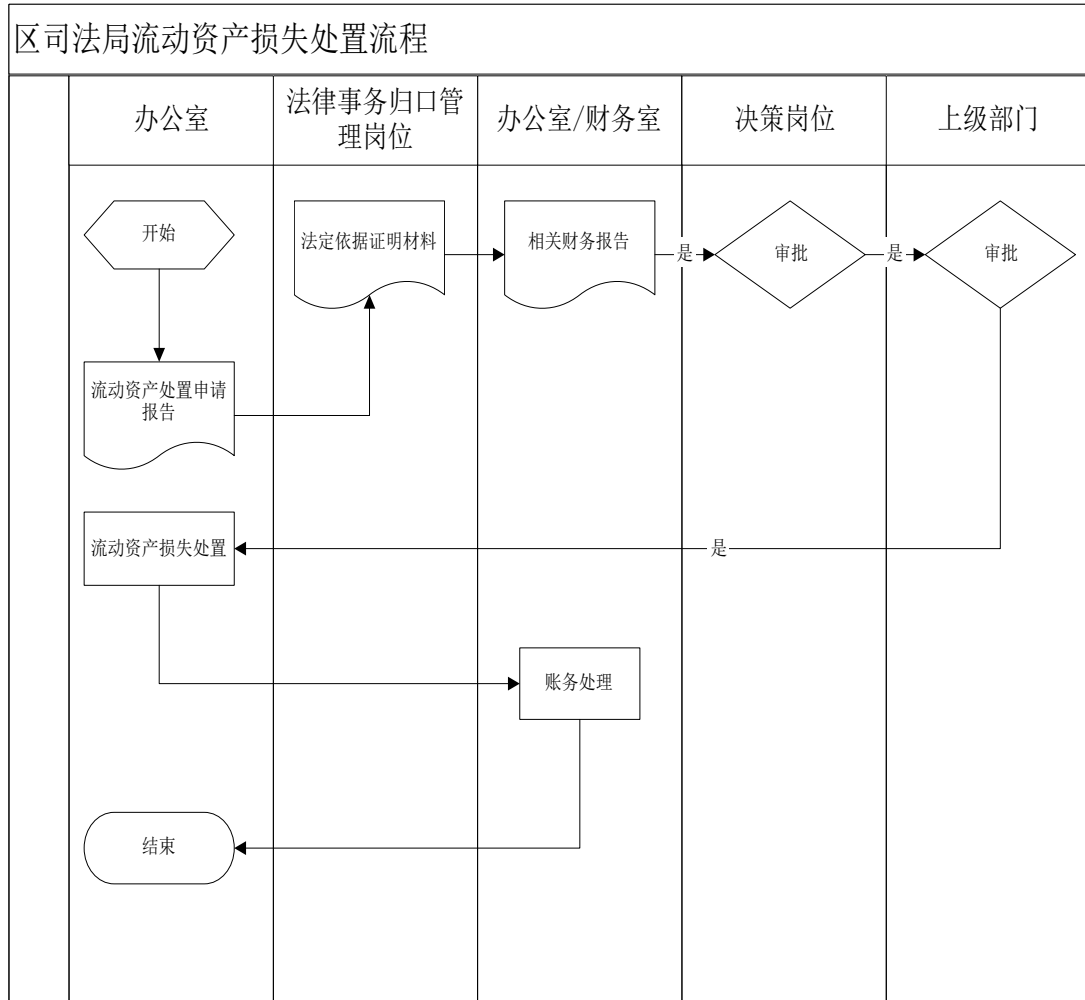 区司法局流动资产损失处置流程
办公室
法律事务归口管
理岗位
办公室/财务室
决策岗位
上级部门
开始
法定依据证明材料
相关财务报告
是
审批
是
审批
流动资产处置申请
报告
流动资产损失处置
是
账务处理
结束